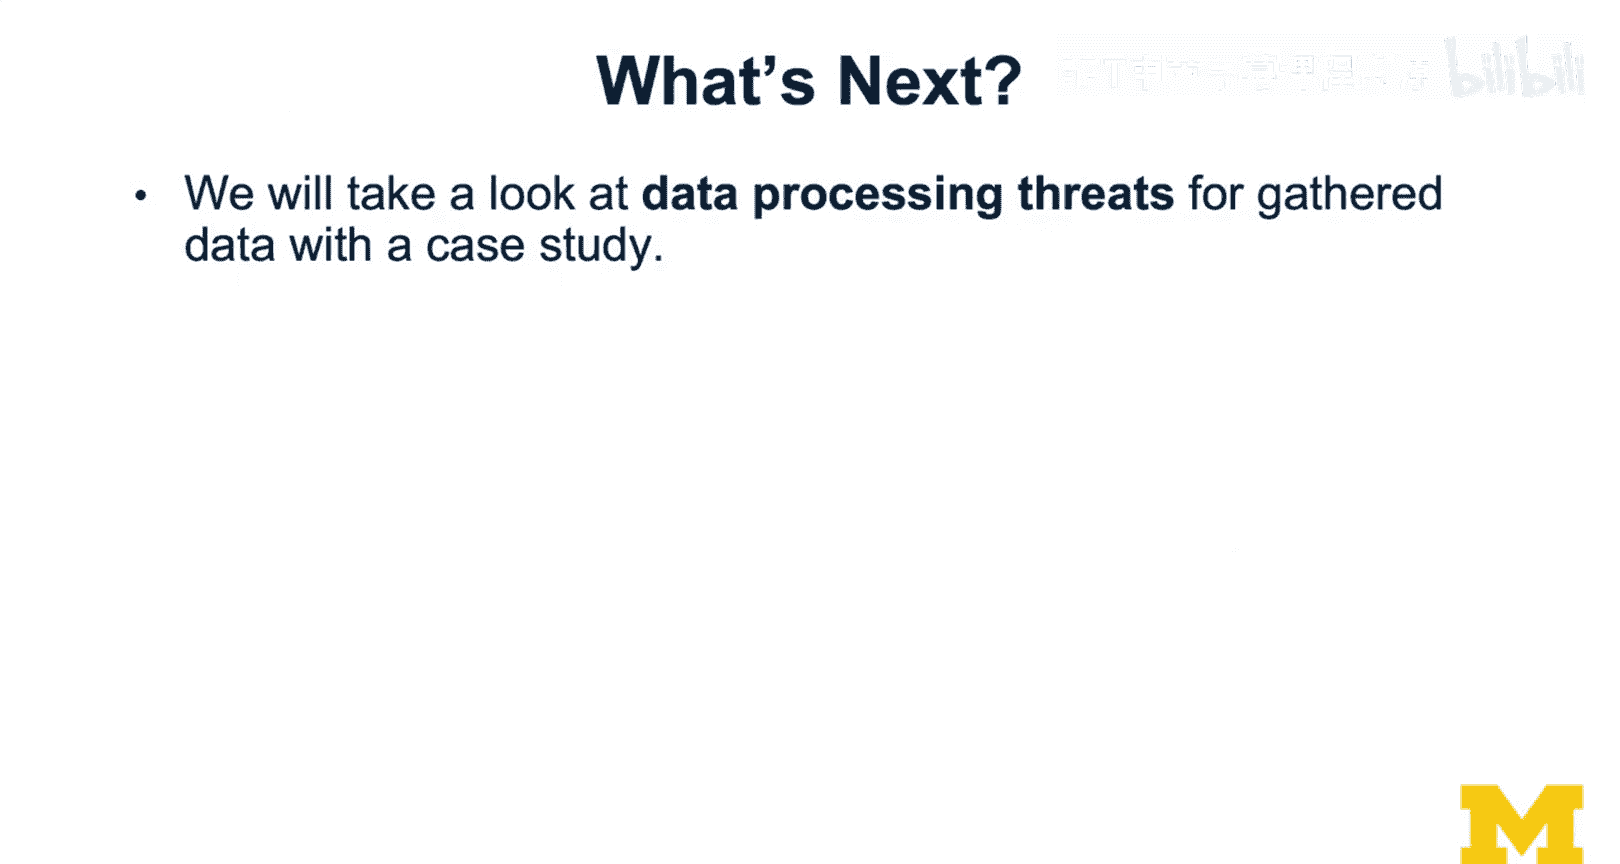 What’s Next?
bilibili
• We will take a look at data processing threats for gathered
data with a case study.
M